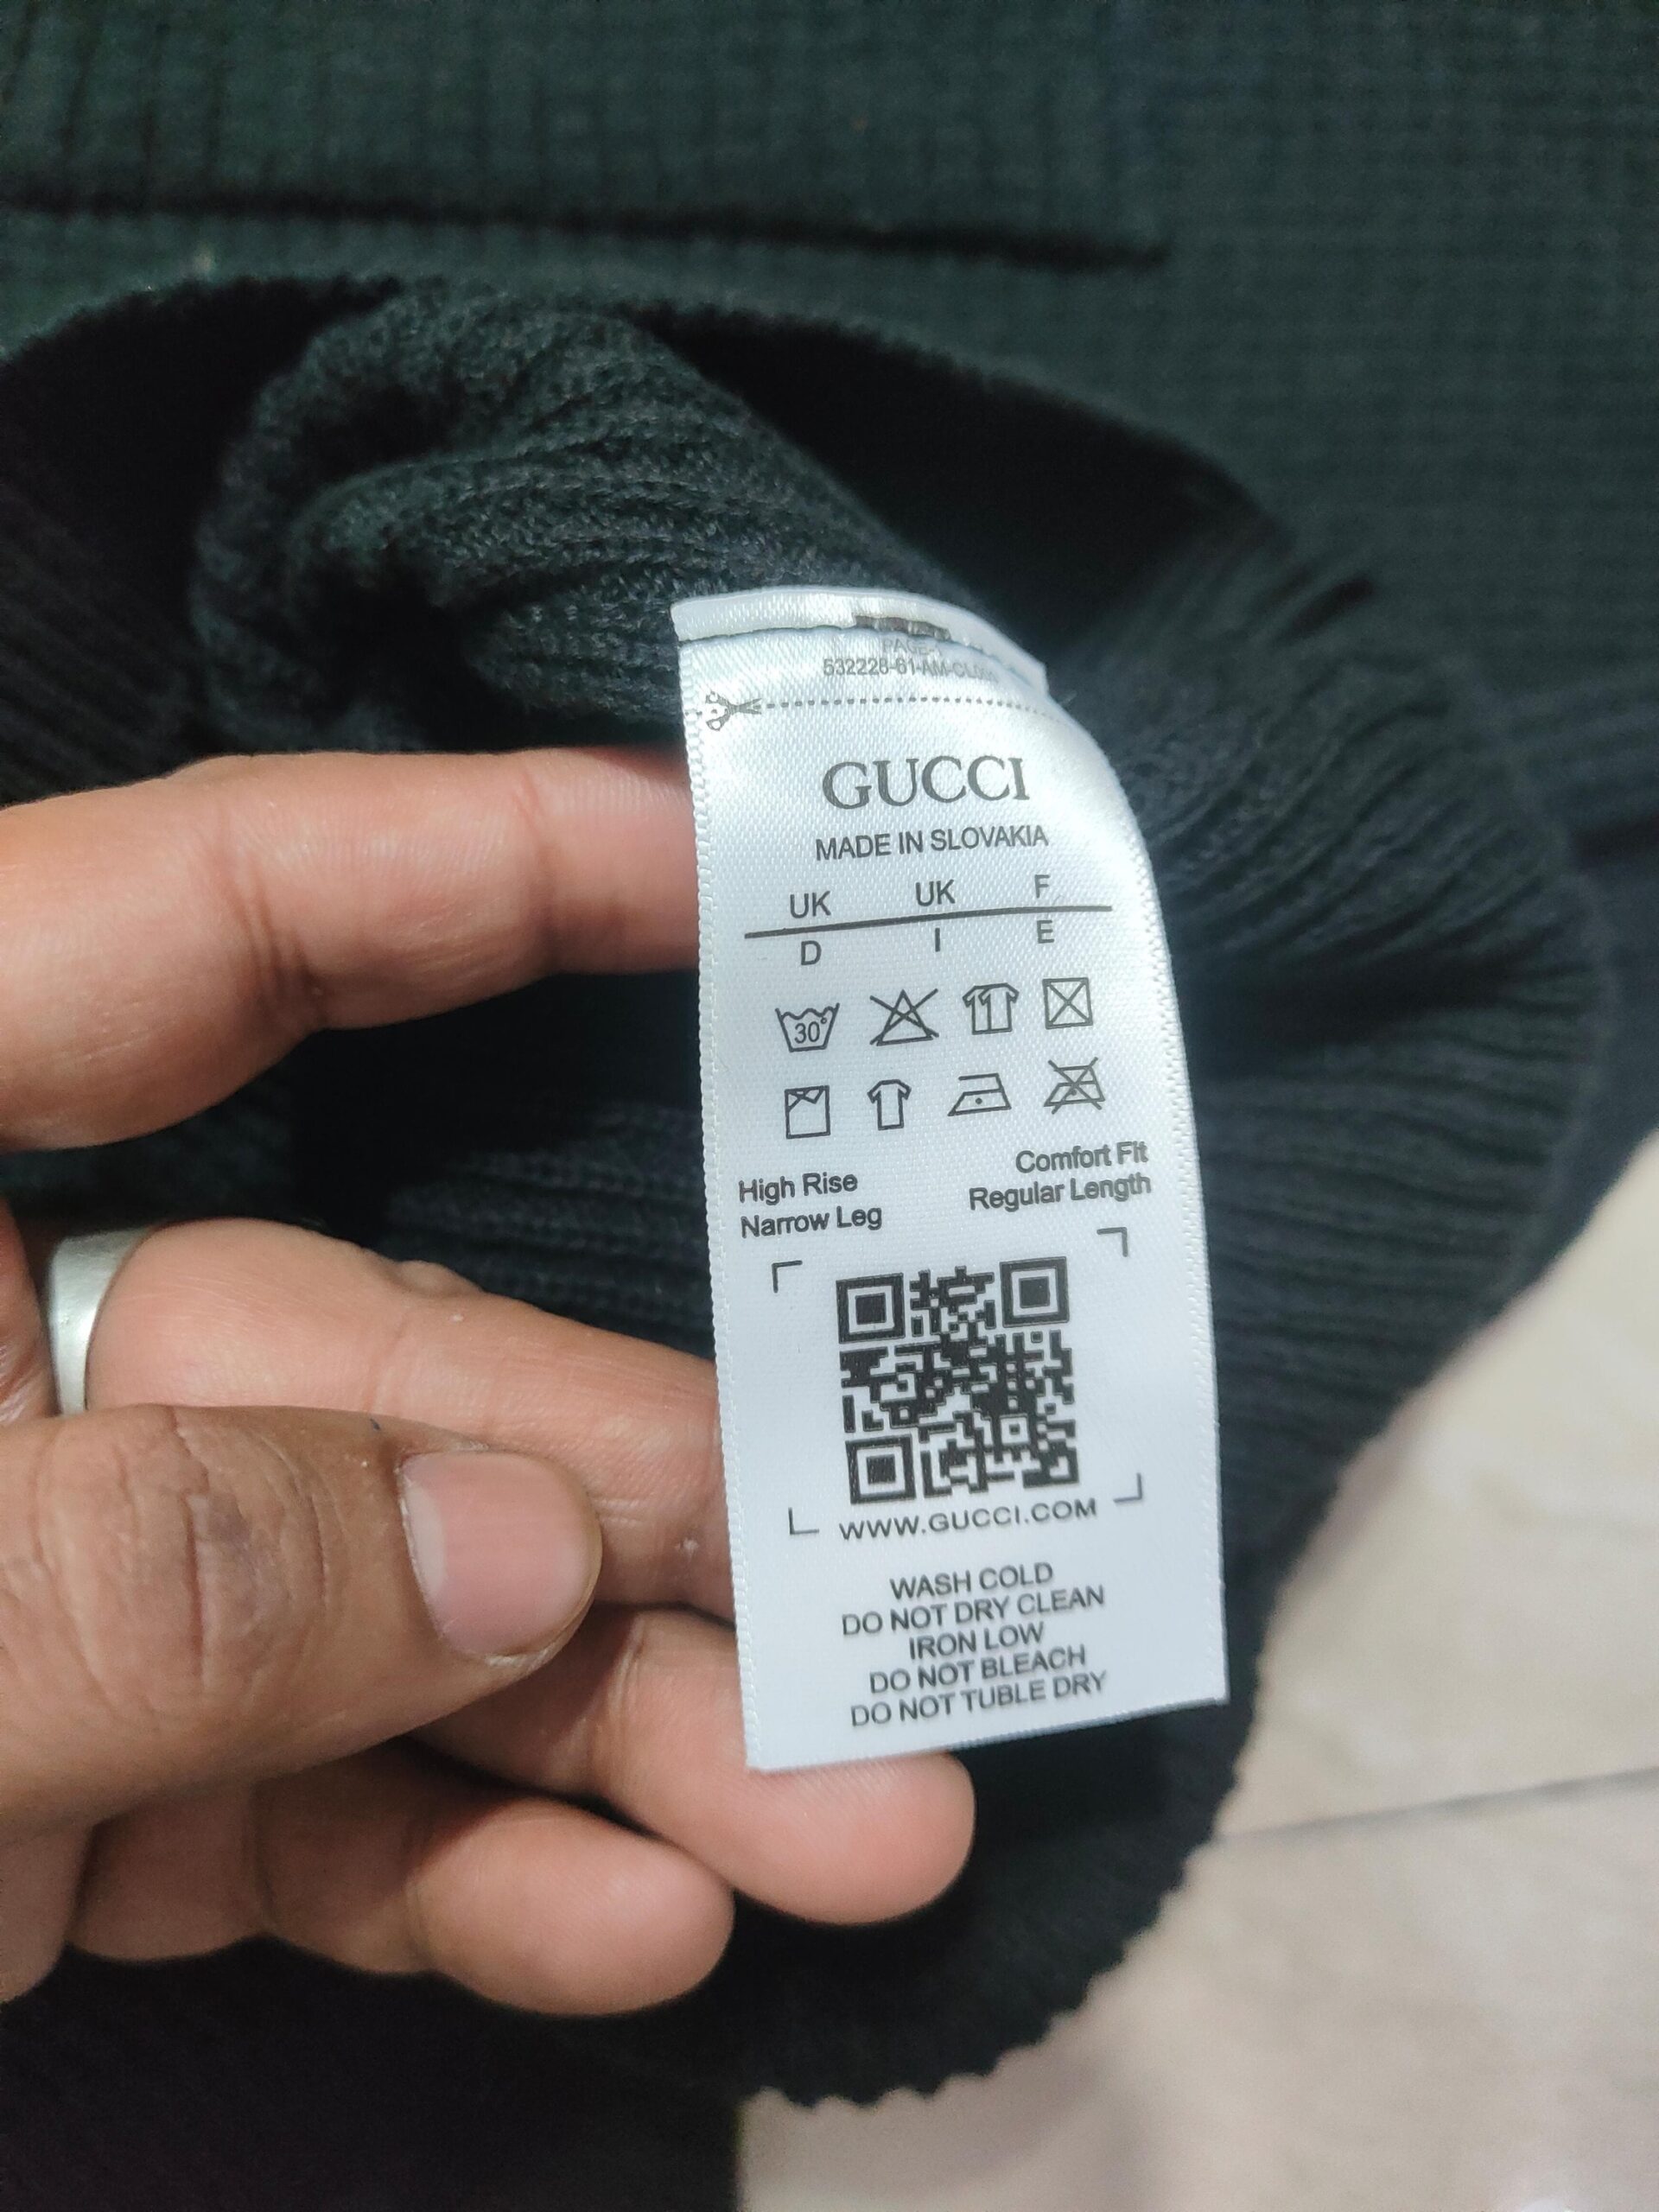 GUCCI
MADE IN SLOVAKIA
UK UK F
D I E
30°
High Rise
Narrow Leg
Comfort Fit
Regular Length
WWW.GUCCI.COM
WASH COLD
DO NOT DRY CLEAN
IRON LOW
DO NOT BLEACH
DO NOT TUBLE DRY